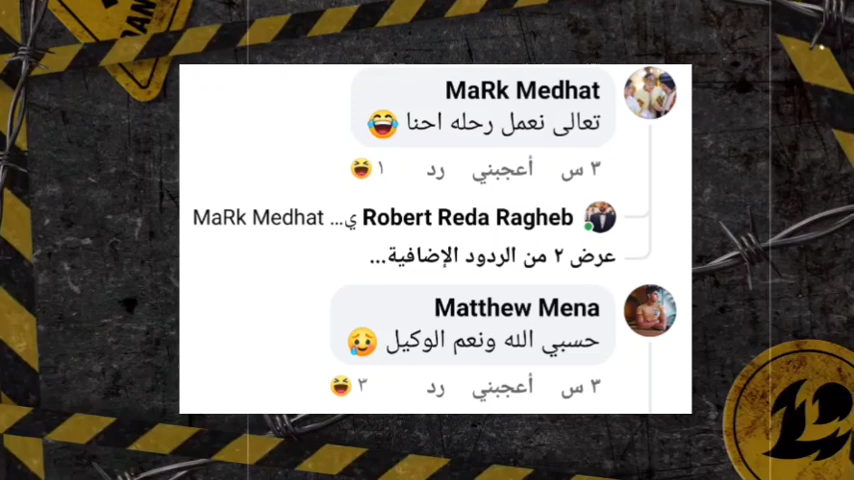 MaRk Medhat
تعالى نعمل رحله احنا 😂
٣ س أعجبني رد ١
Robert Reda Ragheb ي... MaRk Medhat
عرض ٢ من الردود الإضافية...
Matthew Mena
حسبي الله ونعم الوكيل 🥲
٣ س أعجبني رد ٣